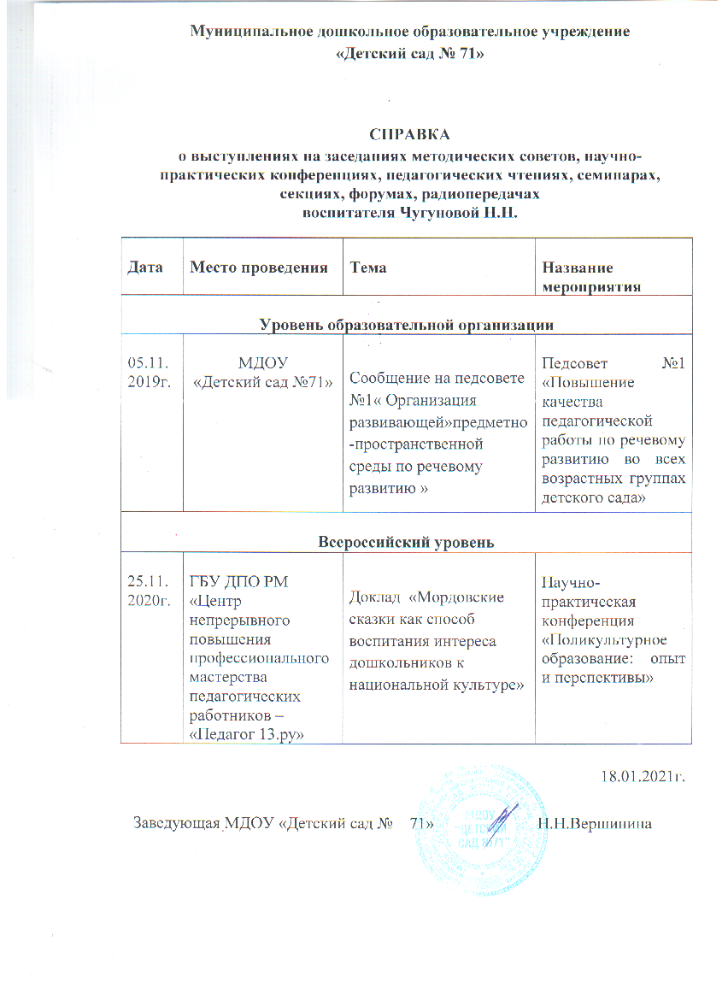 Муниципальное дошкольное образовательное учреждение
«Детский сад № 71»
СПРАВКА
о выступлениях на заседаниях методических советов, научно-
практических конференциях, педагогических чтениях, семинарах,
секциях, форумах, радиопередачах
воспитателя Чугуновой Н.Н.
Дата
Место проведения
Тема
Название
мероприятия
Уровень образовательной организации
05.11.
2019г.
МДОУ
«Детский сад №71»
Сообщение на педсовете
№1« Организация
развивающей»предметно
-пространственной
среды по речевому
развитию »
Педсовет №1
«Повышение
качества
педагогической
работы по речевому
развитию во всех
возрастных группах
детского сада»
Всероссийский уровень
25.11.
2020г.
ГБУ ДПО РМ
«Центр
непрерывного
повышения
профессионального
мастерства
педагогических
работников –
«Педагог 13.ру»
Доклад «Мордовские
сказки как способ
воспитания интереса
дошкольников к
национальной культуре»
Научно-
практическая
конференция
«Поликультурное
образование: опыт
и перспективы»
18.01.2021г.
Заведующая МДОУ «Детский сад № 71»
Н.Н.Вершинина
МДОУ
"ДЕТСКИЙ
САД №71"